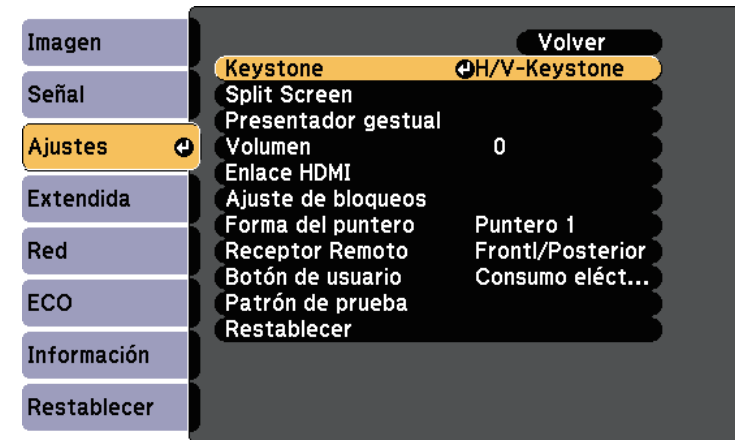 Imagen
Señal
Ajustes
Extendida
Red
ECO
Información
Restablecer
Volver
Keystone H/V-Keystone
Split Screen
Presentador gestual
Volumen 0
Enlace HDMI
Ajuste de bloqueos
Forma del puntero Puntero 1
Receptor Remoto Frontl/Posterior
Botón de usuario Consumo eléct...
Patrón de prueba
Restablecer